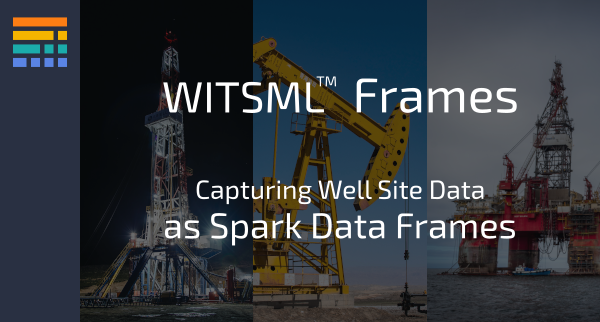 WITSML™ Frames
Capturing Well Site Data
as Spark Data Frames